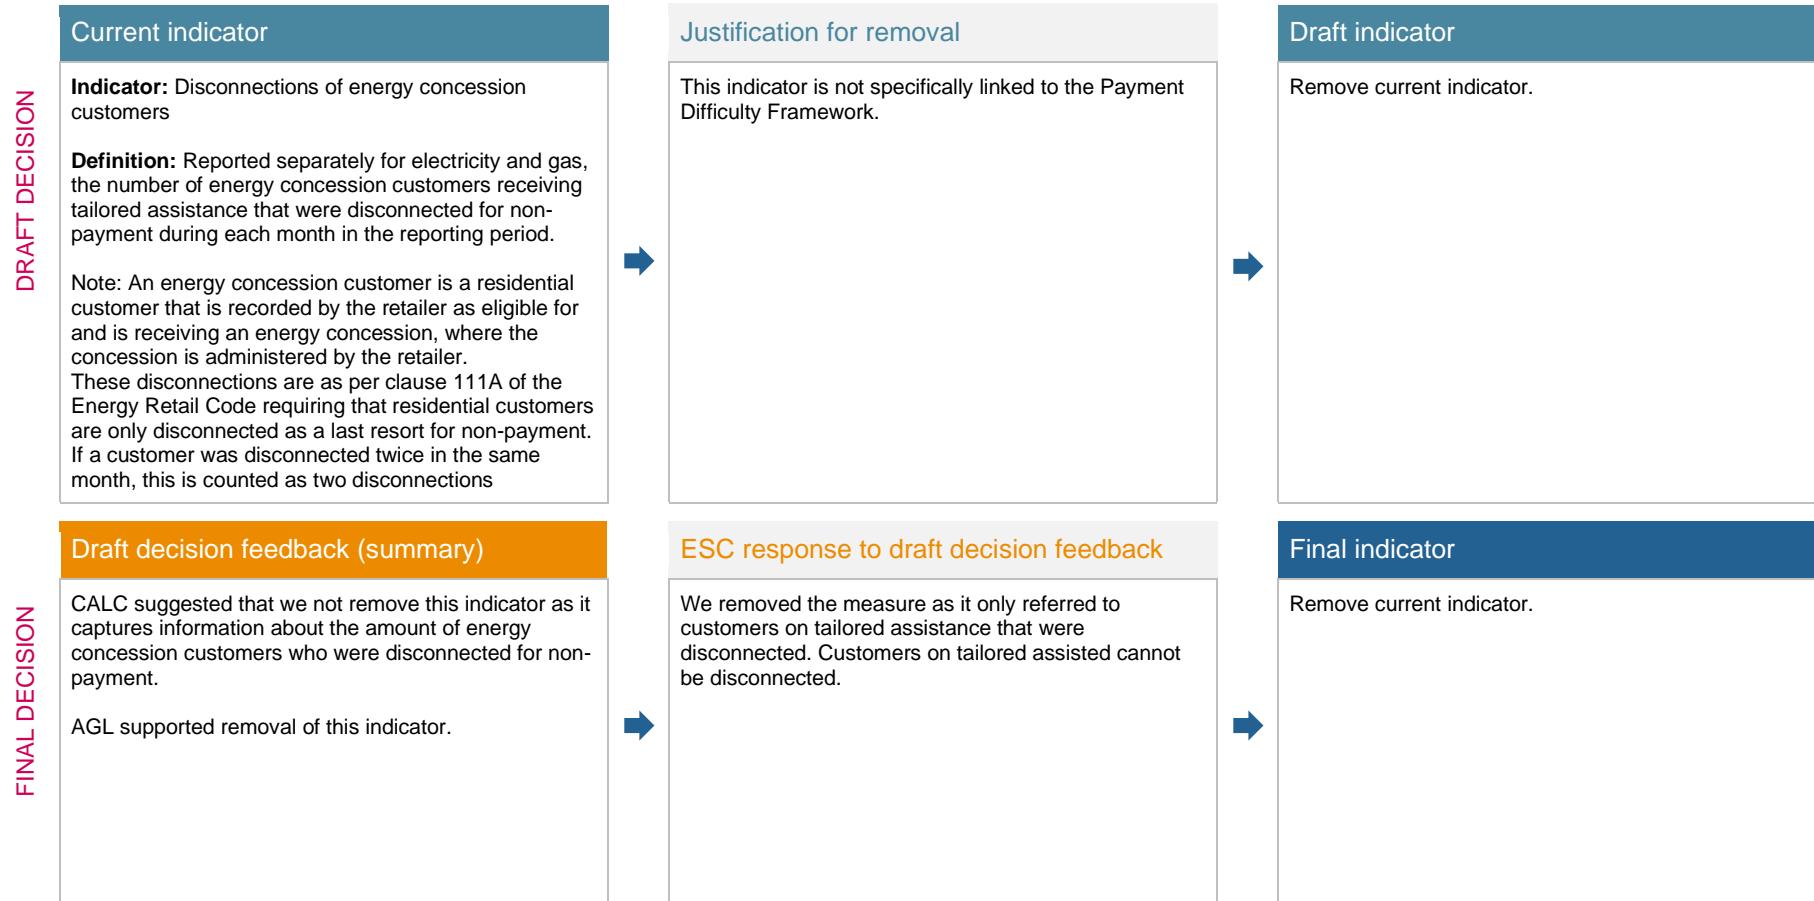 DRAFT DECISION
Current indicator
Indicator: Disconnections of energy concession
customers
Definition: Reported separately for electricity and gas,
the number of energy concession customers receiving
tailored assistance that were disconnected for non-
payment during each month in the reporting period.
Note: An energy concession customer is a residential
customer that is recorded by the retailer as eligible for
and is receiving an energy concession, where the
concession is administered by the retailer.
These disconnections are as per clause 111A of the
Energy Retail Code requiring that residential customers
are only disconnected as a last resort for non-payment.
If a customer was disconnected twice in the same
month, this is counted as two disconnections
Justification for removal
This indicator is not specifically linked to the Payment
Difficulty Framework.
Draft indicator
Remove current indicator.
FINAL DECISION
Draft decision feedback (summary)
CALC suggested that we not remove this indicator as it
captures information about the amount of energy
concession customers who were disconnected for non-
payment.
AGL supported removal of this indicator.
ESC response to draft decision feedback
We removed the measure as it only referred to
customers on tailored assistance that were
disconnected. Customers on tailored assisted cannot
be disconnected.
Final indicator
Remove current indicator.